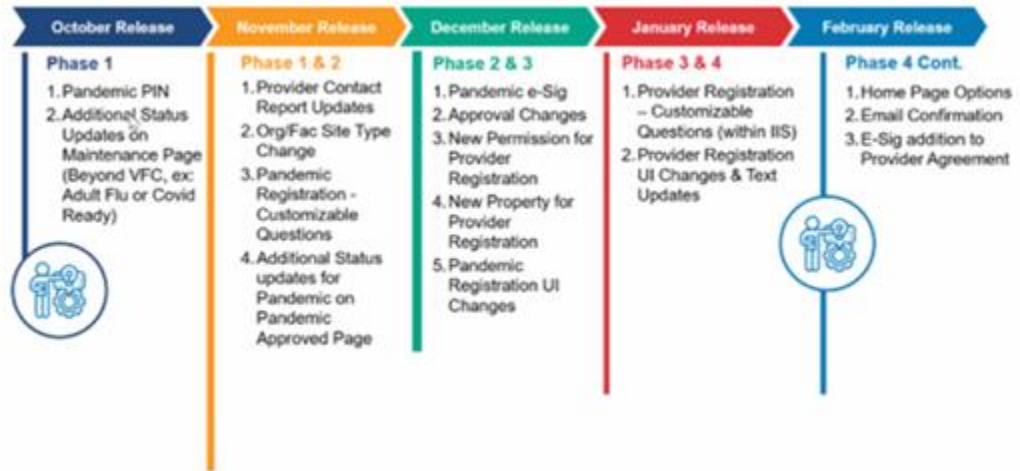 October Release
November Release
December Release
January Release
February Release
Phase 1
1. Pandemic PIN
2. Additional Status
Updates on
Maintenance Page
(Beyond VFC, ex:
Adult Flu or Covid
Ready)
Phase 1 & 2
1. Provider Contact
Report Updates
2. Org/Fac Site Type
Change
3. Pandemic
Registration -
Customizable
Questions
4. Additional Status
updates for
Pandemic on
Pandemic
Approved Page
Phase 2 & 3
1. Pandemic e-Sig
2. Approval Changes
3. New Permission for
Provider
Registration
4. New Property for
Provider
Registration
5. Pandemic
Registration UI
Changes
Phase 3 & 4
1. Provider Registration
– Customizable
Questions (within IIS)
2. Provider Registration
UI Changes & Text
Updates
Phase 4 Cont.
1. Home Page Options
2. Email Confirmation
3. E-Sig addition to
Provider Agreement